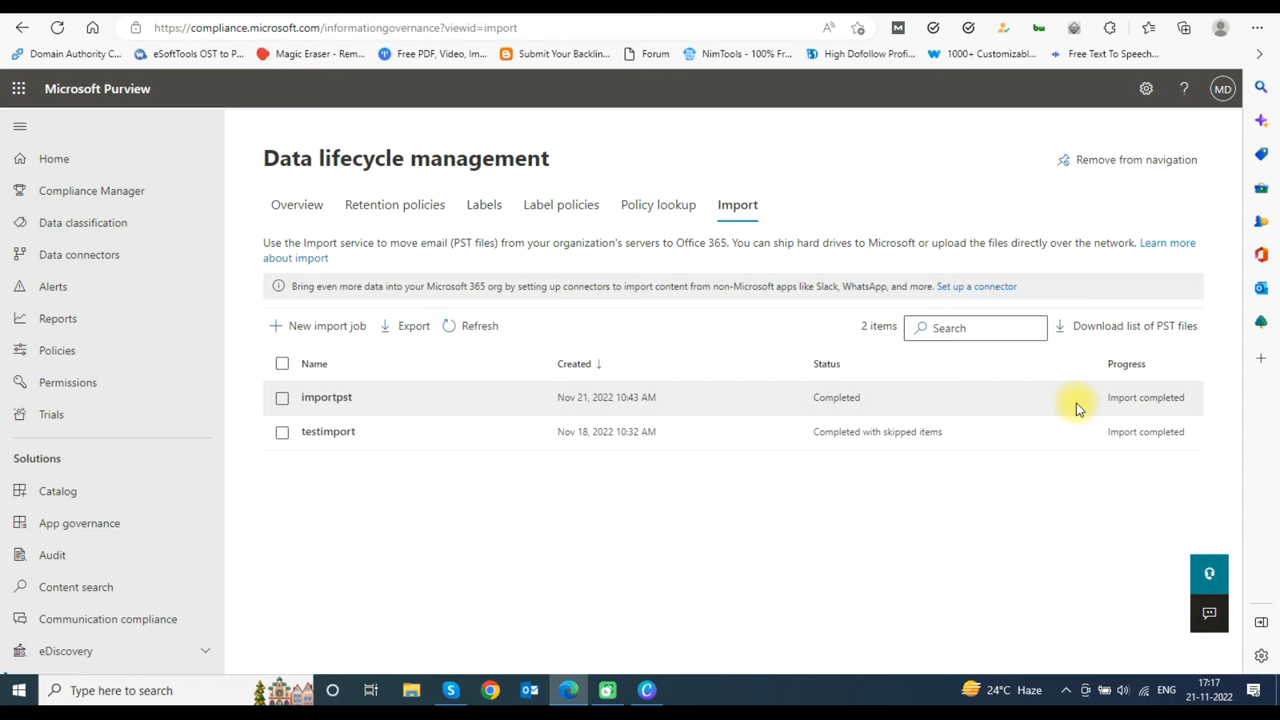 https://compliance.microsoft.com/informationgovernance?viewid=import
Domain Authority C...
eSoftTools OST to P...
Magic Eraser - Rem...
Free PDF, Video, Im...
Submit Your Backlin...
Forum
NimTools - 100% Fr...
High Dofollow Profi...
1000+ Customizabl...
Free Text To Speech...
Microsoft Purview
MD
Home
Compliance Manager
Data classification
Data connectors
Alerts
Reports
Policies
Permissions
Trials
Solutions
Catalog
App governance
Audit
Content search
Communication compliance
eDiscovery
Data lifecycle management
Remove from navigation
Overview Retention policies Labels Label policies Policy lookup Import
Use the Import service to move email (PST files) from your organization's servers to Office 365. You can ship hard drives to Microsoft or upload the files directly over the network. Learn more
about import
Bring even more data into your Microsoft 365 org by setting up connectors to import content from non-Microsoft apps like Slack, WhatsApp, and more. Set up a connector
New import job Export Refresh 2 items Search Download list of PST files
Name Created ↓ Status Progress
importpst Nov 21, 2022 10:43 AM Completed Import completed
testimport Nov 18, 2022 10:32 AM Completed with skipped items Import completed
Type here to search
24°C Haze
ENG
17:17
21-11-2022